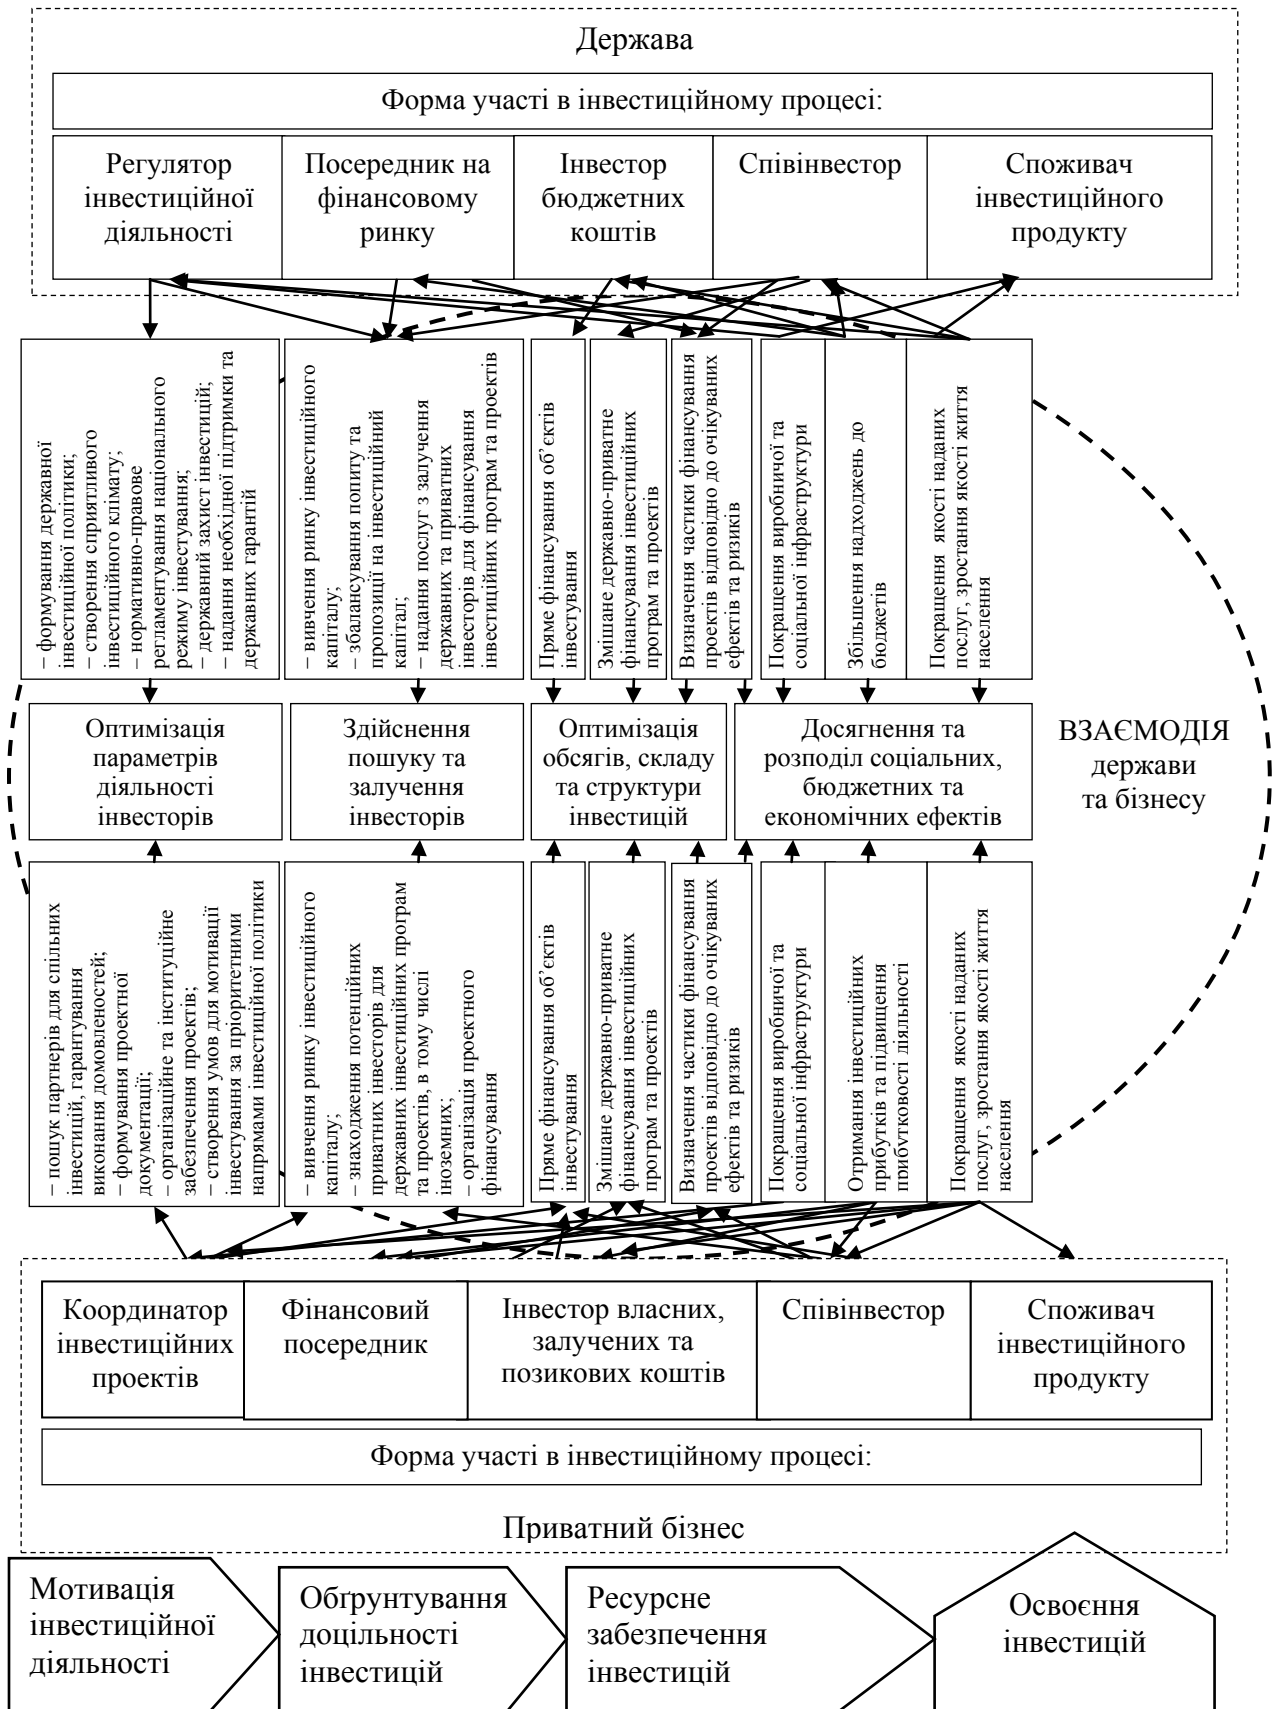 Держава
Форма участі в інвестиційному процесі:
Регулятор
інвестиційної
діяльності
Посередник на
фінансовому
ринку
Інвестор
бюджетних
коштів
Співінвестор
Споживач
інвестиційного
продукту
– формування державної
інвестиційної політики;
– створення сприятливого
інвестиційного клімату;
– нормативно-правове
регламентування національного
режиму інвестування;
– державний захист інвестицій;
– надання необхідної підтримки та
державних гарантій
– вивчення ринку інвестиційного
капіталу;
– збалансування попиту та
пропозиції на інвестиційний
капітал;
– надання послуг з залучення
державних та приватних
інвесторів для фінансування
інвестиційних програм та проектів
Пряме фінансування об’єктів
інвестування
Змішане державно-приватне
фінансування інвестиційних
програм та проектів
Визначення частики фінансування
проектів відповідно до очікуваних
ефектів та ризиків
Покращення виробничої та
соціальної інфраструктури
Збільшення надходжень до
бюджетів
Покращення якості наданих
послуг, зростання якості життя
населення
Оптимізація
параметрів
діяльності
інвесторів
Здійснення
пошуку та
залучення
інвесторів
Оптимізація
обсягів, складу
та структури
інвестицій
Досягнення та
розподіл соціальних,
бюджетних та
економічних ефектів
ВЗАЄМОДІЯ
держави
та бізнесу
– пошук партнерів для спільних
інвестицій, гарантування
виконання домовленостей;
– формування проектної
документації;
– організаційне та інституційне
забезпечення проектів;
– створення умов для мотивації
інвестування за пріоритетними
напрямами інвестиційної політики
– вивчення ринку інвестиційного
капіталу;
– знаходження потенційних
приватних інвесторів для
державних інвестиційних програм
та проектів, в тому числі
іноземних;
– організація проектного
фінансування
Пряме фінансування об’єктів
інвестування
Змішане державно-приватне
фінансування інвестиційних
програм та проектів
Визначення частики фінансування
проектів відповідно до очікуваних
ефектів та ризиків
Покращення виробничої та
соціальної інфраструктури
Отримання інвестиційних
прибутків та підвищення
прибутковості діяльності
Покращення якості наданих
послуг, зростання якості життя
населення
Координатор
інвестиційних
проектів
Фінансовий
посередник
Інвестор власних,
залучених та
позикових коштів
Співінвестор
Споживач
інвестиційного
продукту
Форма участі в інвестиційному процесі:
Приватний бізнес
Мотивація
інвестиційної
діяльності
Обґрунтування
доцільності
інвестицій
Ресурсне
забезпечення
інвестицій
Освоєння
інвестицій